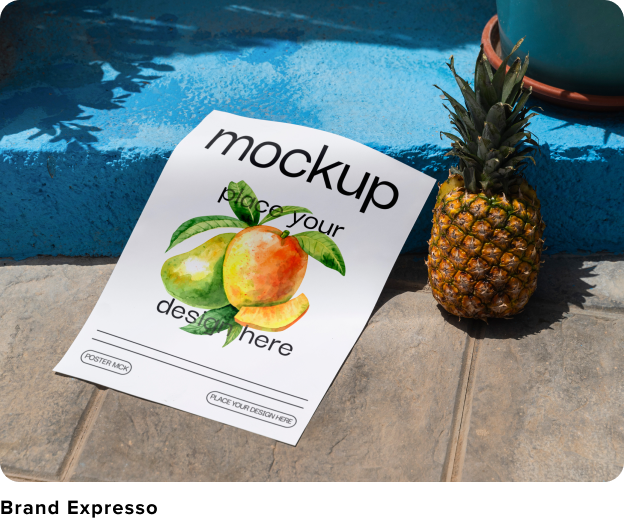 mockup
place your
design here
POSTER MCK
PLACE YOUR DESIGN HERE
Brand Expresso